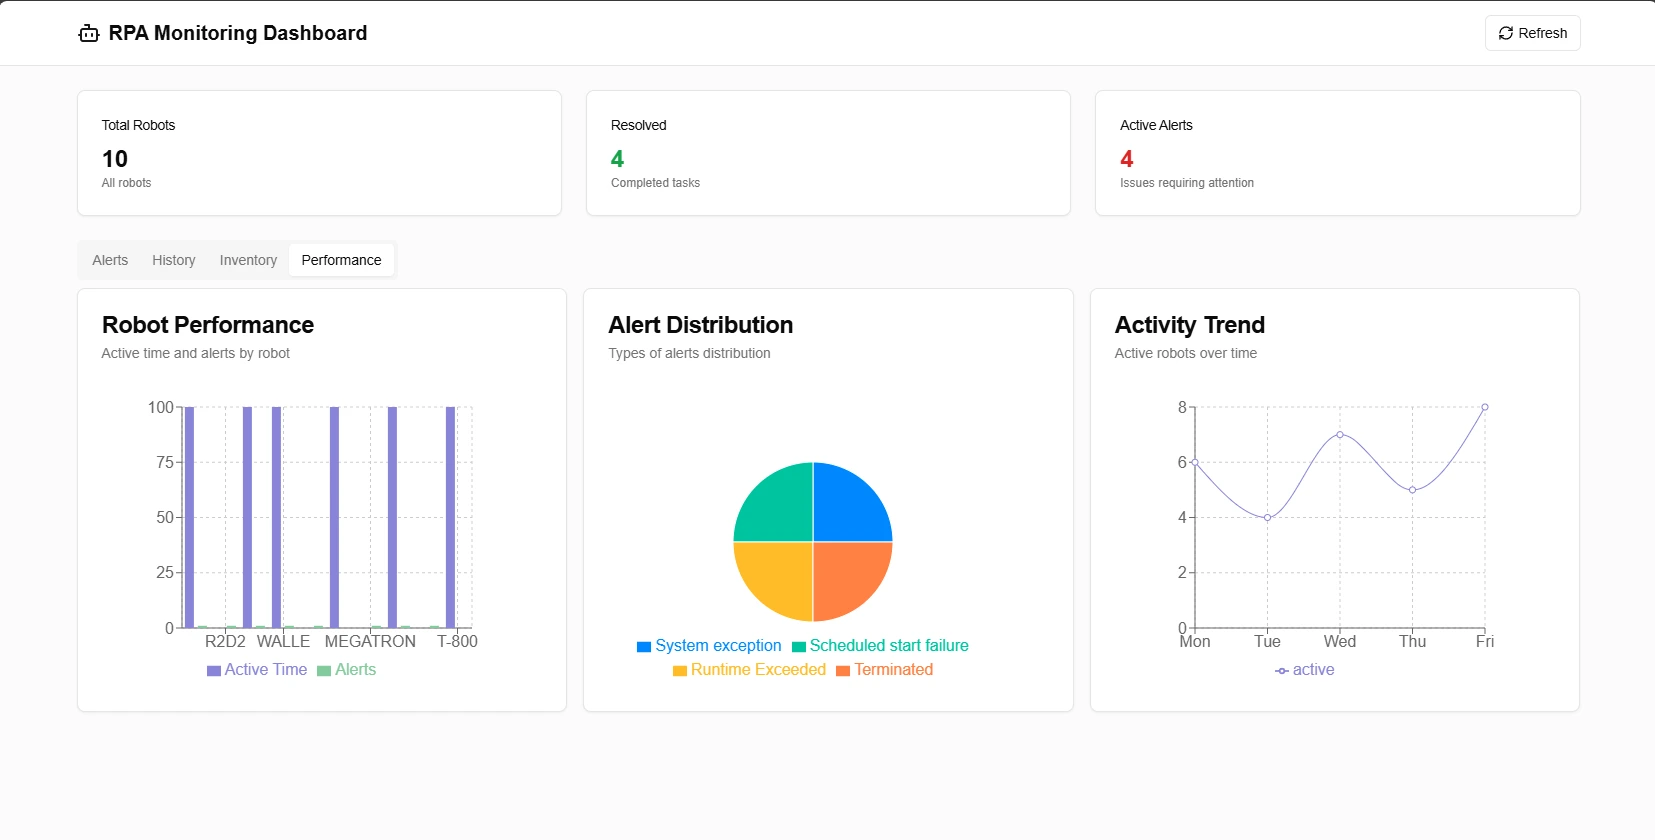 RPA Monitoring Dashboard
Refresh
Total Robots
10
All robots
Resolved
4
Completed tasks
Active Alerts
4
Issues requiring attention
Alerts History Inventory Performance
Robot Performance
Active time and alerts by robot
100
75
50
25
0
R2D2 WALLE MEGATRON T-800
Active Time Alerts
Alert Distribution
Types of alerts distribution
System exception Scheduled start failure
Runtime Exceeded Terminated
Activity Trend
Active robots over time
8
6
4
2
0
Mon Tue Wed Thu Fri
active